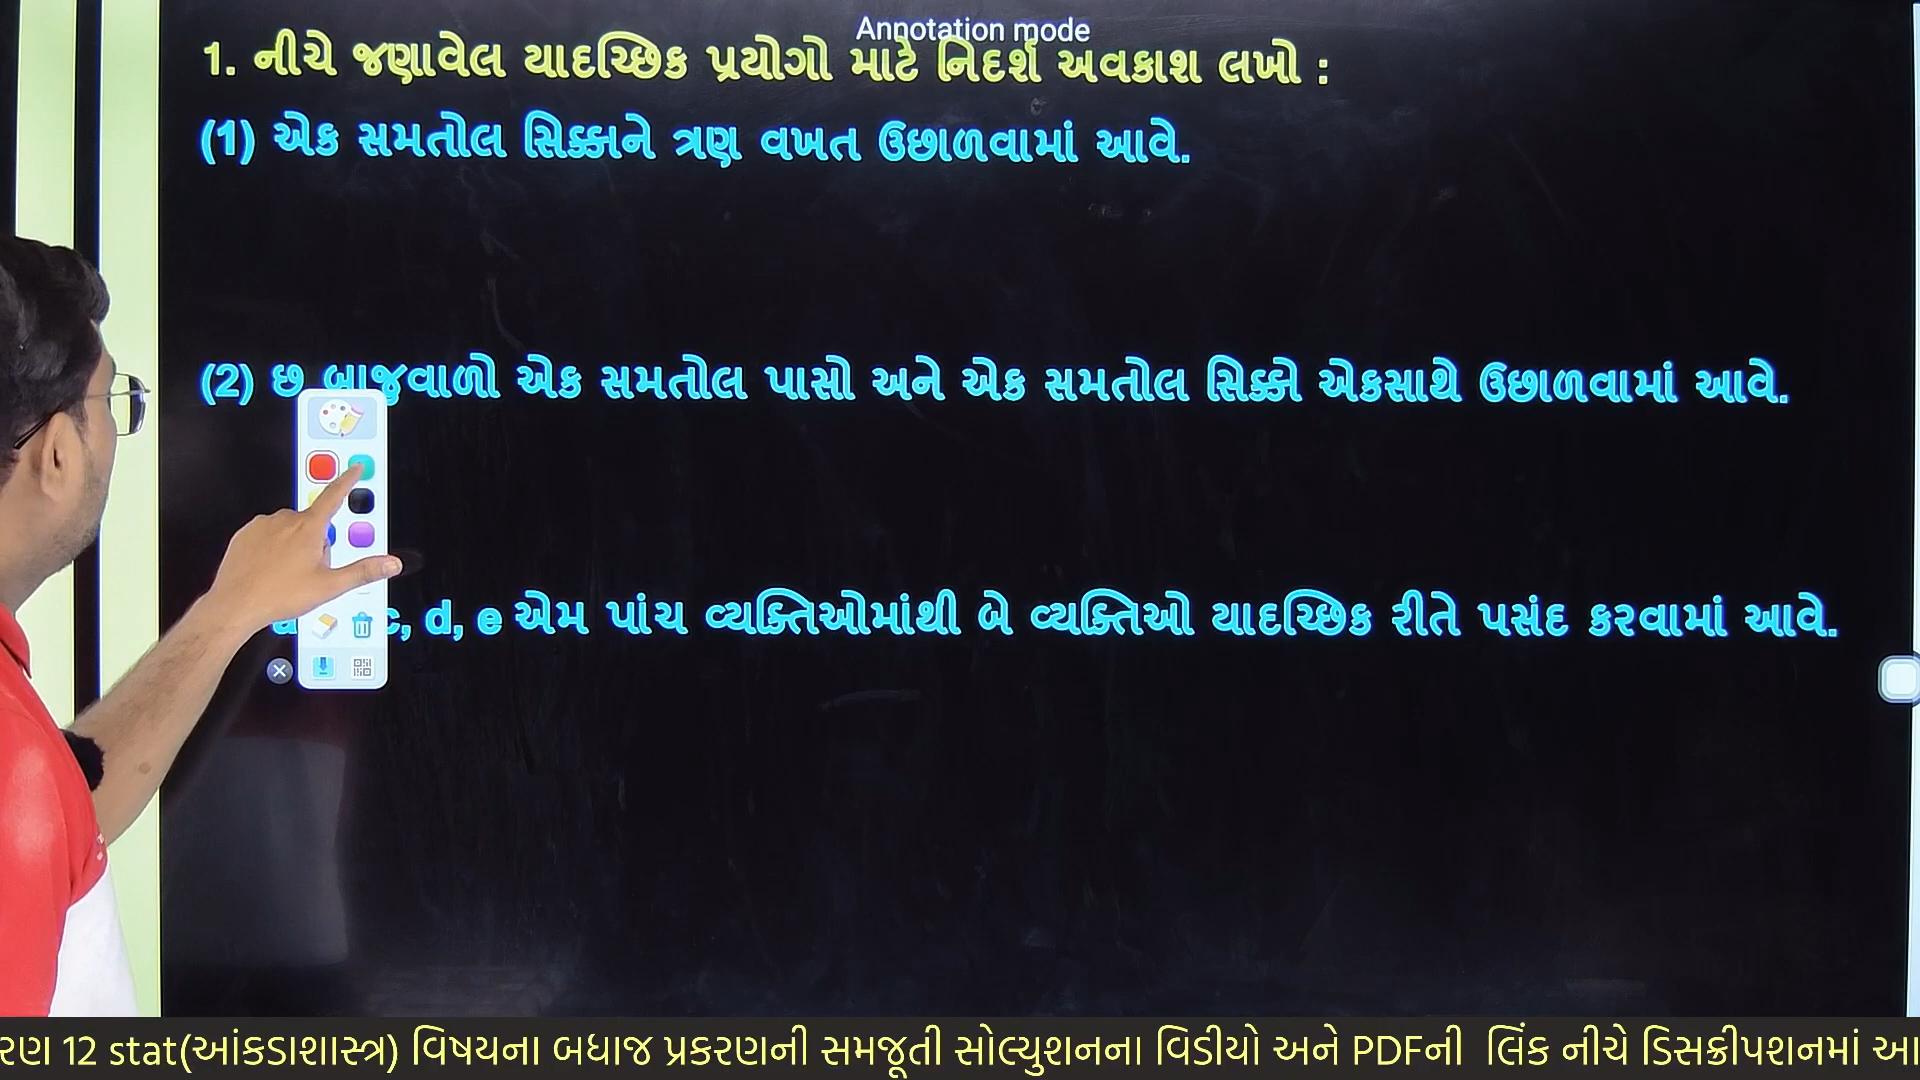 Annotation mode
1. નીચે જણાવેલ યાદચ્છિક પ્રયોગો માટે નિદર્શ અવકાશ લખો :
(1) એક સમતોલ સિક્કાને ત્રણ વખત ઉછાળવામાં આવે.
(2) છ બાજુવાળો એક સમતોલ પાસો અને એક સમતોલ સિક્કો એકસાથે ઉછાળવામાં આવે.
c, d, e એમ પાંચ વ્યક્તિઓમાંથી બે વ્યક્તિઓ યાદચ્છિક રીતે પસંદ કરવામાં આવે.
રણ 12 stat(આંકડાશાસ્ત્ર) વિષયના બધાજ પ્રકરણની સમજૂતી સોલ્યુશનના વિડીયો અને PDFની લિંક નીચે ડિસક્રીપશનમાં આ